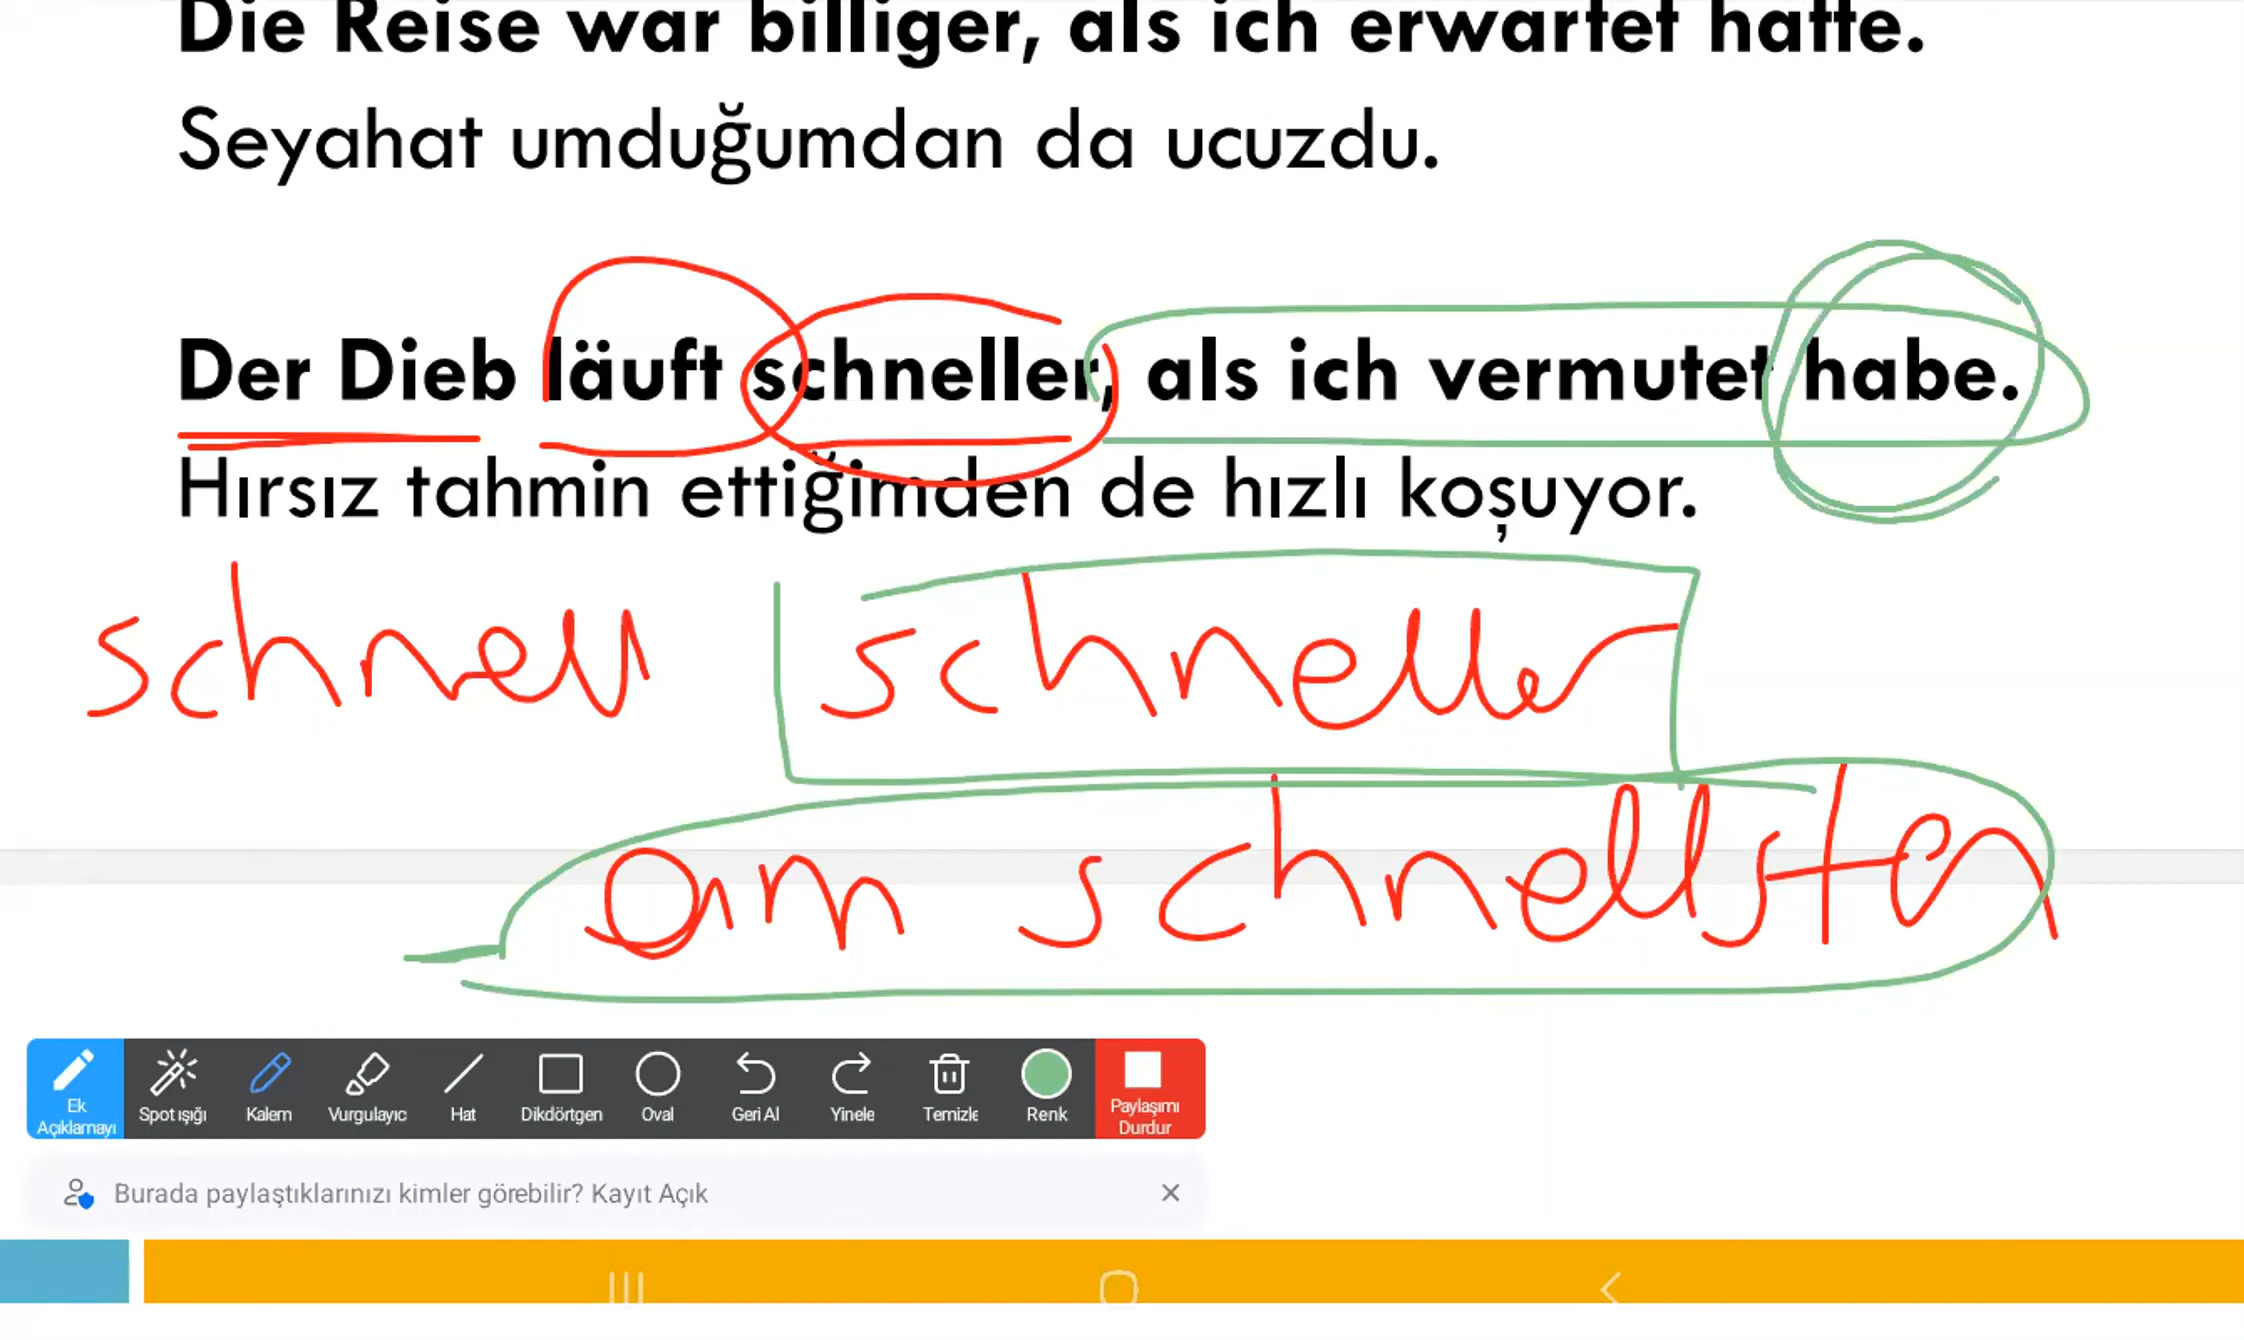 Die Reise war billiger, als ich erwartet hatte.
Seyahat umduğumdan da ucuzdu.
Der Dieb läuft schneller, als ich vermutet habe.
Hırsız tahmin ettiğimden de hızlı koşuyor.
schnell schneller
am schnellsten
Ek Açıklamayı Spot ışığı Kalem Vurgulayıc Hat Dikdörtgen Oval Geri Al Yinele Temizle Renk Paylaşımı Durdur
Burada paylaştıklarınızı kimler görebilir? Kayıt Açık